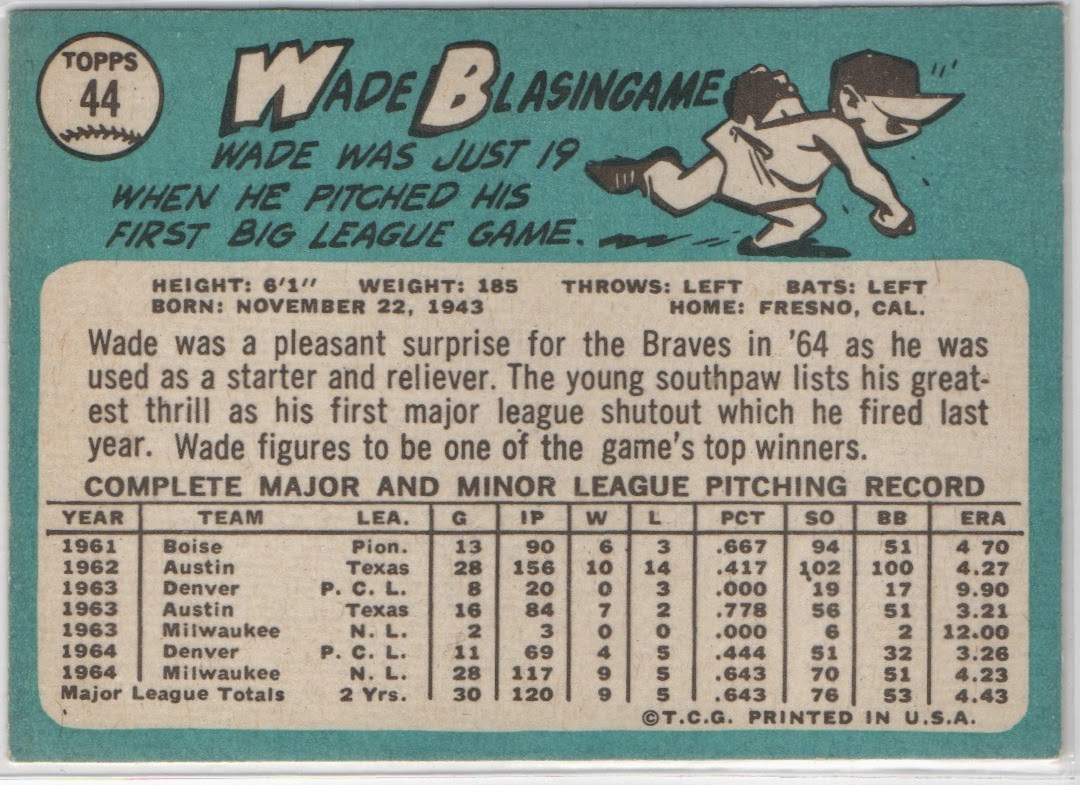 TOPPS
44
WADE BLASINGAME
WADE WAS JUST 19
WHEN HE PITCHED HIS
FIRST BIG LEAGUE GAME.
HEIGHT: 6'1" WEIGHT: 185 THROWS: LEFT BATS: LEFT
BORN: NOVEMBER 22, 1943 HOME: FRESNO, CAL.
Wade was a pleasant surprise for the Braves in '64 as he was
used as a starter and reliever. The young southpaw lists his great-
est thrill as his first major league shutout which he fired last
year. Wade figures to be one of the game's top winners.
COMPLETE MAJOR AND MINOR LEAGUE PITCHING RECORD
YEAR TEAM LEA. G IP W L PCT SO BB ERA
1961 Boise Pion. 13 90 6 3 .667 94 51 4 70
1962 Austin Texas 28 156 10 14 .417 102 100 4.27
1963 Denver P. C. L. 8 20 0 3 .000 19 17 9.90
1963 Austin Texas 16 84 7 2 .778 56 51 3.21
1963 Milwaukee N. L. 2 3 0 0 .000 6 2 12.00
1964 Denver P. C. L. 11 69 4 5 .444 51 32 3.26
1964 Milwaukee N. L. 28 117 9 5 .643 70 51 4.23
Major League Totals 2 Yrs. 30 120 9 5 .643 76 53 4.43
©T.C.G. PRINTED IN U.S.A.